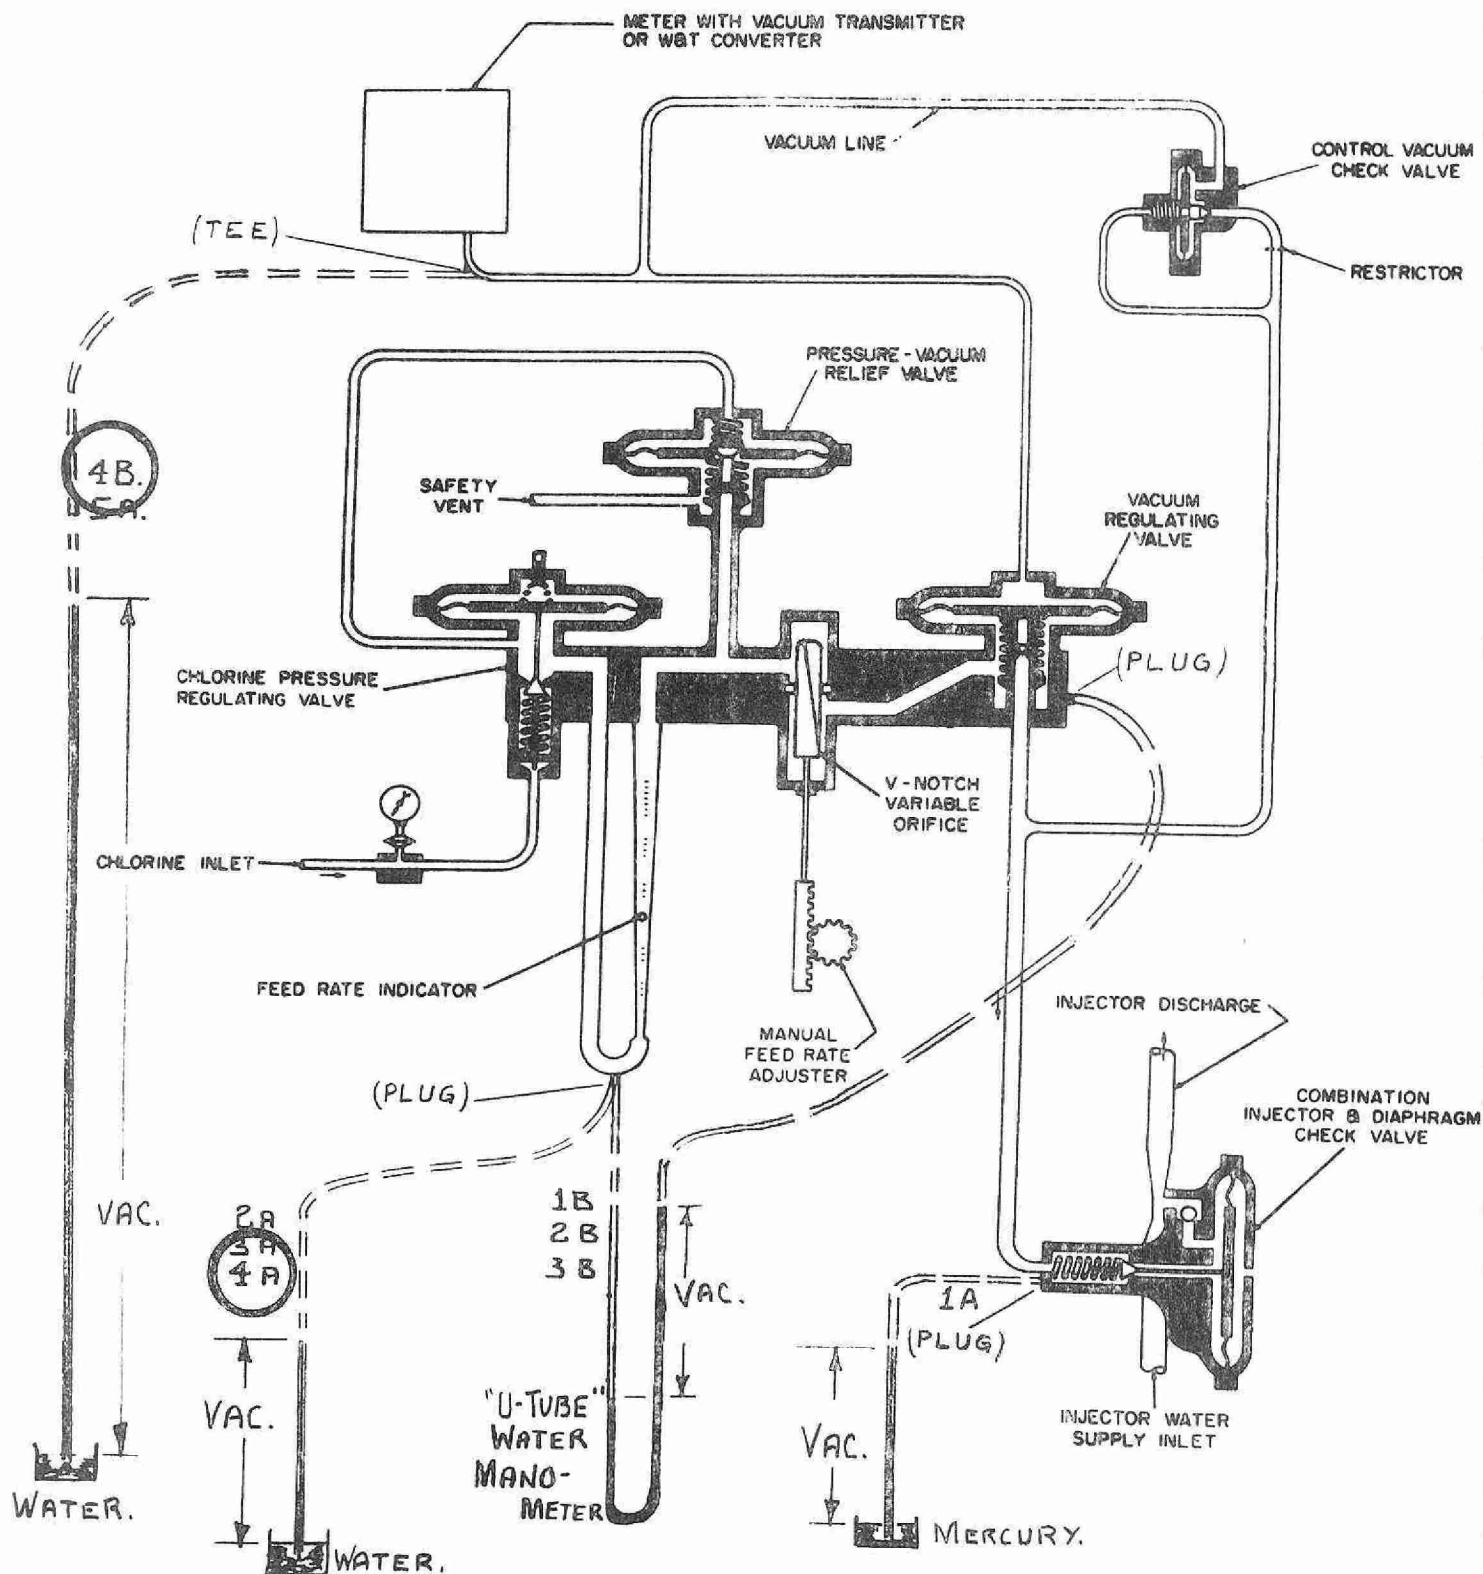 METER WITH VACUUM TRANSMITTER
OR W&T CONVERTER
VACUUM LINE
CONTROL VACUUM
CHECK VALVE
(TEE)
RESTRICTOR
PRESSURE-VACUUM
RELIEF VALVE
4B.
5A.
SAFETY
VENT
VACUUM
REGULATING
VALVE
(PLUG)
CHLORINE PRESSURE
REGULATING VALVE
V-NOTCH
VARIABLE
ORIFICE
CHLORINE INLET
FEED RATE INDICATOR
INJECTOR DISCHARGE
MANUAL
FEED RATE
ADJUSTER
(PLUG)
COMBINATION
INJECTOR & DIAPHRAGM
CHECK VALVE
VAC.
2A
3A
4A
1B
2B
3B
VAC.
1A
(PLUG)
VAC.
"U-TUBE"
WATER
MANO-
METER
VAC.
INJECTOR WATER
SUPPLY INLET
WATER.
WATER.
MERCURY.